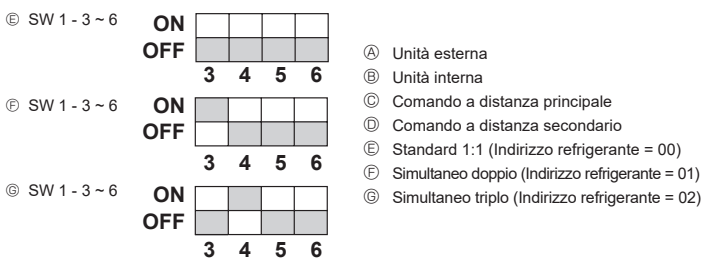 Ⓔ SW 1 - 3 ~ 6
ON
OFF
3 4 5 6
Ⓕ SW 1 - 3 ~ 6
ON
OFF
3 4 5 6
Ⓖ SW 1 - 3 ~ 6
ON
OFF
3 4 5 6
Ⓐ Unità esterna
Ⓑ Unità interna
Ⓒ Comando a distanza principale
Ⓓ Comando a distanza secondario
Ⓔ Standard 1:1 (Indirizzo refrigerante = 00)
Ⓕ Simultaneo doppio (Indirizzo refrigerante = 01)
Ⓖ Simultaneo triplo (Indirizzo refrigerante = 02)